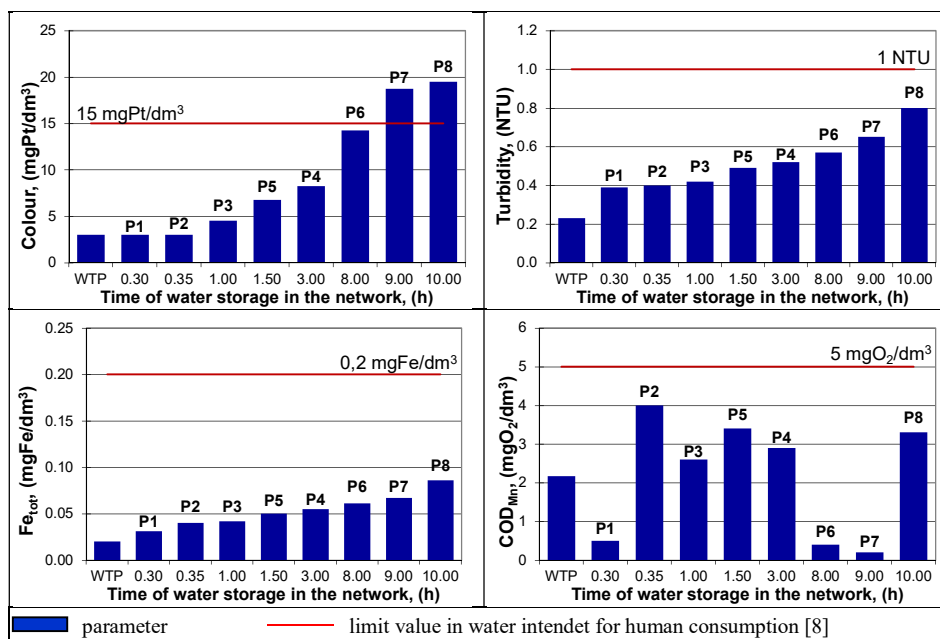 25
20
15
10
5
0
Colour, (mgPt/dm³)
15 mgPt/dm³
P1
P2
P3
P5
P4
P6
P7
P8
WTP 0.30 0.35 1.00 1.50 3.00 8.00 9.00 10.00
Time of water storage in the network, (h)
1.2
1.0
0.8
0.6
0.4
0.2
0.0
Turbidity, (NTU)
1 NTU
P1
P2
P3
P5
P4
P6
P7
P8
WTP 0.30 0.35 1.00 1.50 3.00 8.00 9.00 10.00
Time of water storage in the network, (h)
0.25
0.20
0.15
0.10
0.05
0.00
Fetot, (mgFe/dm³)
0,2 mgFe/dm³
P1
P2
P3
P5
P4
P6
P7
P8
WTP 0.30 0.35 1.00 1.50 3.00 8.00 9.00 10.00
Time of water storage in the network, (h)
6
5
4
3
2
1
0
CODMn, (mgO₂/dm³)
5 mgO₂/dm³
P1
P2
P3
P5
P4
P6
P7
P8
WTP 0.30 0.35 1.00 1.50 3.00 8.00 9.00 10.00
Time of water storage in the network, (h)
parameter
limit value in water intendet for human consumption [8]